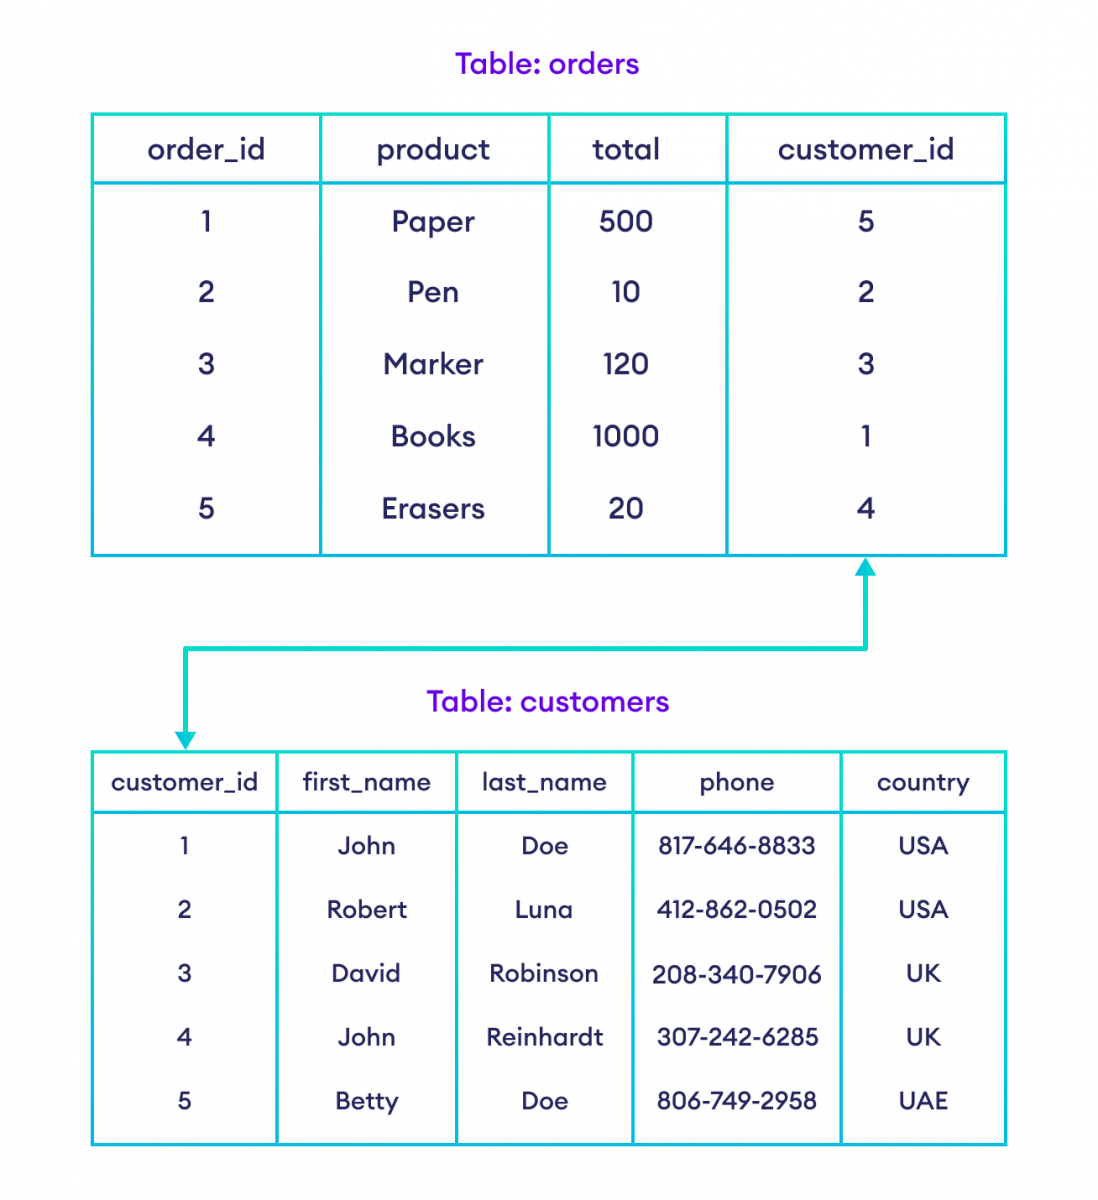 Table: orders
order_id product total customer_id
1 Paper 500 5
2 Pen 10 2
3 Marker 120 3
4 Books 1000 1
5 Erasers 20 4
Table: customers
customer_id first_name last_name phone country
1 John Doe 817-646-8833 USA
2 Robert Luna 412-862-0502 USA
3 David Robinson 208-340-7906 UK
4 John Reinhardt 307-242-6285 UK
5 Betty Doe 806-749-2958 UAE